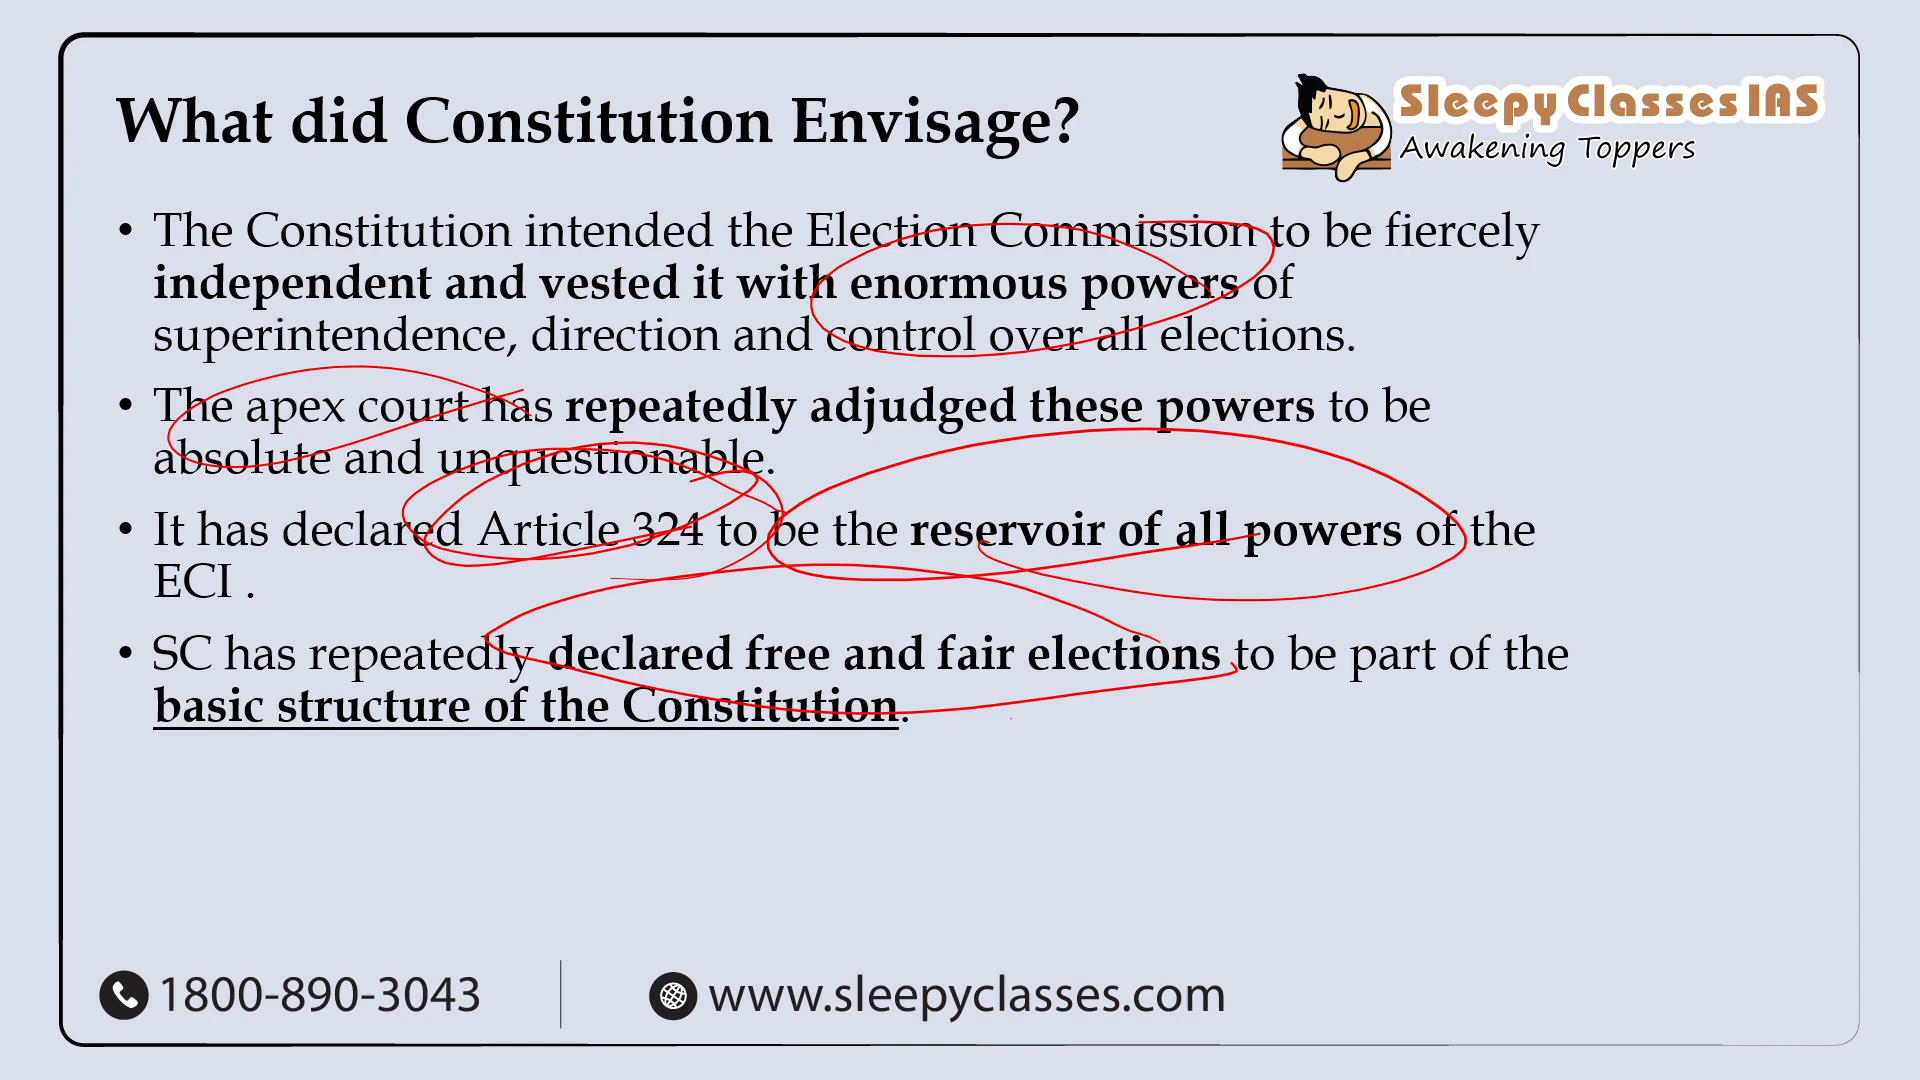 What did Constitution Envisage?
Sleepy Classes IAS
Awakening Toppers
• The Constitution intended the Election Commission to be fiercely
independent and vested it with enormous powers of
superintendence, direction and control over all elections.
• The apex court has repeatedly adjudged these powers to be
absolute and unquestionable.
• It has declared Article 324 to be the reservoir of all powers of the
ECI .
• SC has repeatedly declared free and fair elections to be part of the
basic structure of the Constitution.
1800-890-3043
www.sleepyclasses.com